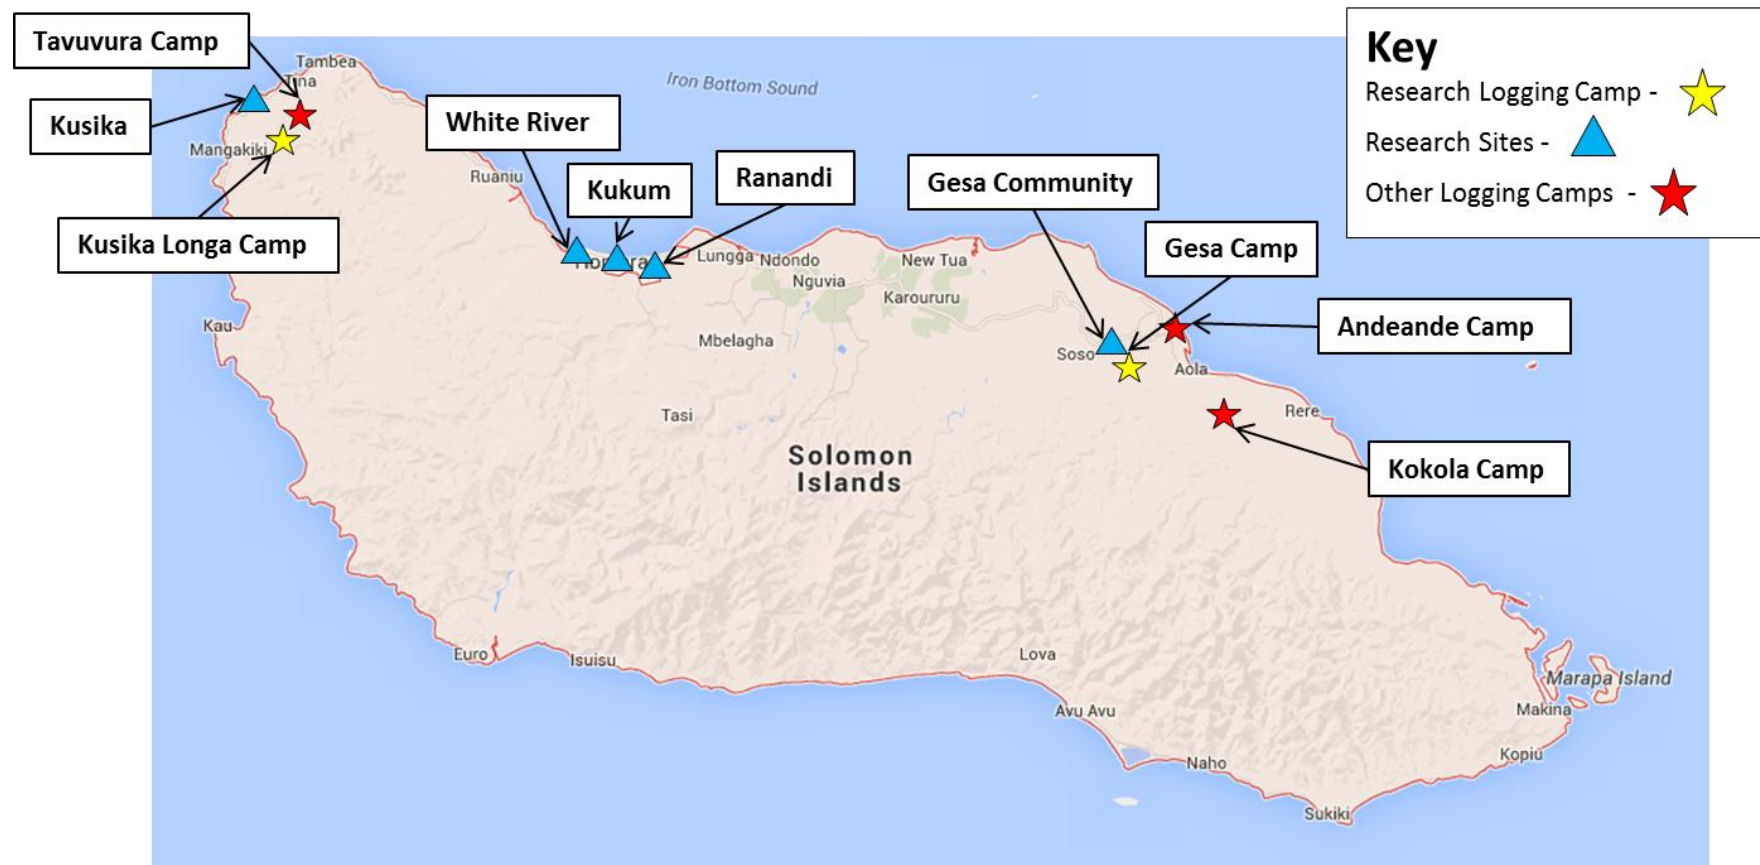 Tavuvura Camp
Kusika
Kusika Longa Camp
White River
Kukum
Ranandi
Gesa Community
Gesa Camp
Andeande Camp
Kokola Camp
Key
Research Logging Camp -
Research Sites -
Other Logging Camps -
Tambea
Tina
Iron Bottom Sound
Mangakiki
Ruaniu
Honiara
Lungga
Ndondo
Nguvia
New Tua
Karoururu
Kau
Mbelagha
Soso
Aola
Rere
Tasi
Solomon
Islands
Euro
Isuisu
Lova
Avu Avu
Naho
Sukiki
Marapa Island
Makina
Kopiu